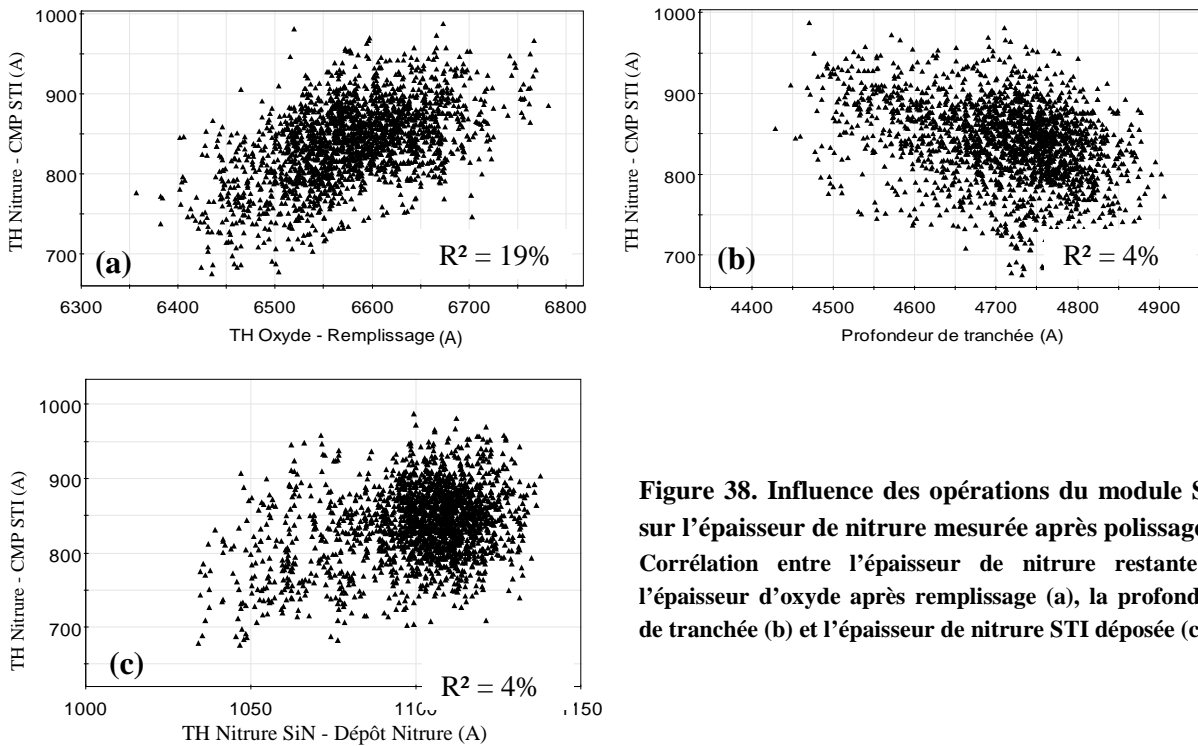 1000
900
800
700
TH Nitrure - CMP STI (A)
(a)
R² = 19%
6300 6400 6500 6600 6700 6800
TH Oxyde - Remplissage (A)
1000
900
800
700
TH Nitrure - CMP STI (A)
(b)
R² = 4%
4400 4500 4600 4700 4800 4900
Profondeur de tranchée (A)
1000
900
800
700
TH Nitrure - CMP STI (A)
(c)
R² = 4%
1000 1050
TH Nitrure SiN - Dépôt Nitrure (A)
Figure 38. Influence des opérations du module S
sur l'épaisseur de nitrure mesurée après polissage
Corrélation entre l'épaisseur de nitrure restante
l'épaisseur d'oxyde après remplissage (a), la profond
de tranchée (b) et l'épaisseur de nitrure STI déposée (c